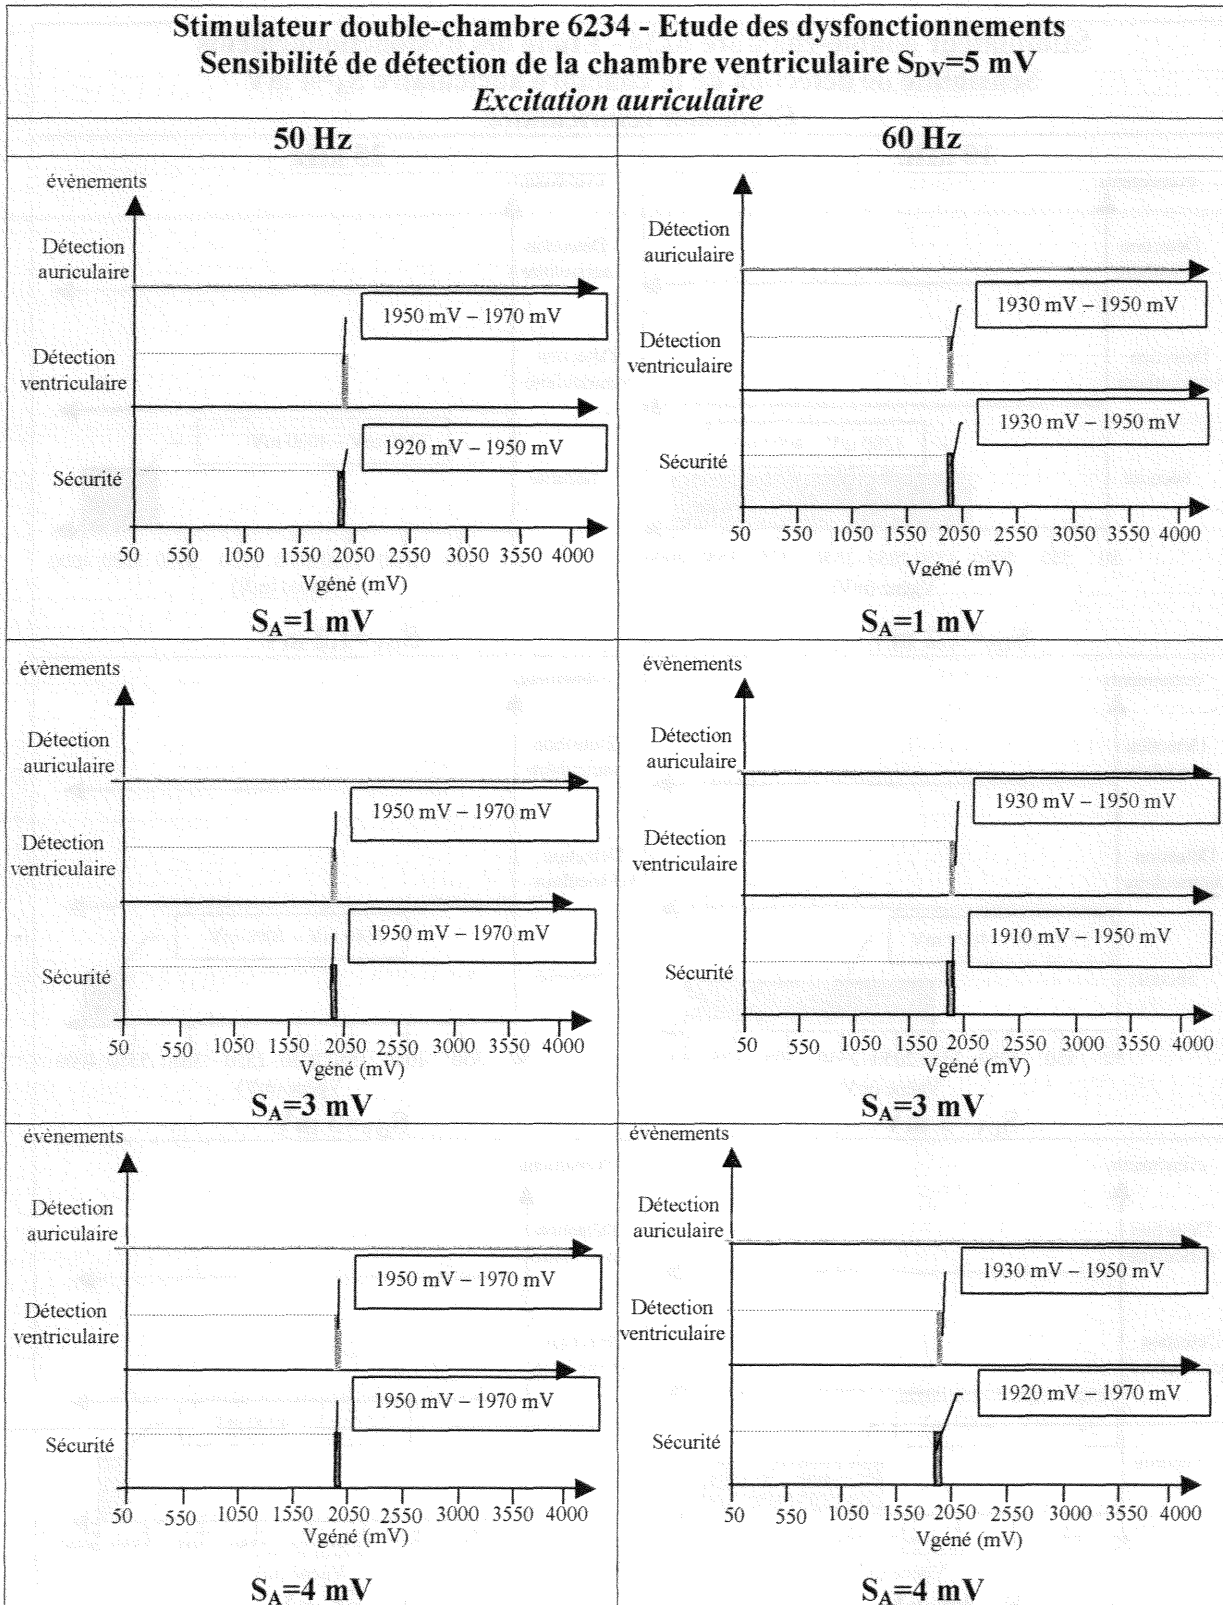 Stimulateur double-chambre 6234 - Etude des dysfonctionnements
Sensibilité de détection de la chambre ventriculaire SDV=5 mV
Excitation auriculaire
50 Hz
60 Hz
évènements
Détection
auriculaire
1950 mV – 1970 mV
Détection
ventriculaire
1920 mV – 1950 mV
Sécurité
50 550 1050 1550 2050 2550 3050 3550 4000
Vgéné (mV)
SA=1 mV
Détection
auriculaire
1930 mV – 1950 mV
Détection
ventriculaire
1930 mV – 1950 mV
Sécurité
50 550 1050 1550 2050 2550 3050 3550 4000
Vgéné (mV)
SA=1 mV
évènements
Détection
auriculaire
1950 mV – 1970 mV
Détection
ventriculaire
1950 mV – 1970 mV
Sécurité
50 550 1050 1550 2050 2550 3000 3550 4000
Vgéné (mV)
SA=3 mV
évènements
Détection
auriculaire
1930 mV – 1950 mV
Détection
ventriculaire
1910 mV – 1950 mV
Sécurité
50 550 1050 1550 2050 2550 3000 3550 4000
Vgéné (mV)
SA=3 mV
évènements
Détection
auriculaire
1950 mV – 1970 mV
Détection
ventriculaire
1950 mV – 1970 mV
Sécurité
50 550 1050 1550 2050 2550 3000 3550 4000
Vgéné (mV)
SA=4 mV
évènements
Détection
auriculaire
1930 mV – 1950 mV
Détection
ventriculaire
1920 mV – 1970 mV
Sécurité
50 550 1050 1550 2050 2550 3000 3550 4000
Vgéné (mV)
SA=4 mV